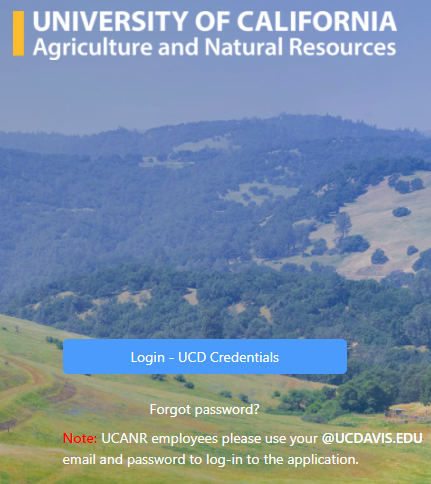 UNIVERSITY OF CALIFORNIA
Agriculture and Natural Resources
Login - UCD Credentials
Forgot password?
Note: UCANR employees please use your @UCDAVIS.EDU
email and password to log-in to the application.